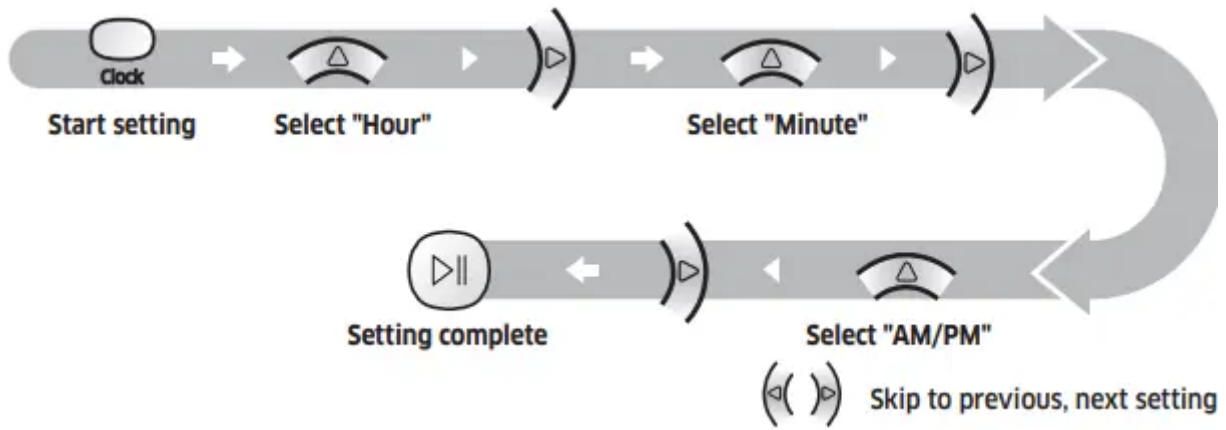 Clock
Start setting
Select "Hour"
Select "Minute"
Setting complete
Select "AM/PM"
Skip to previous, next setting